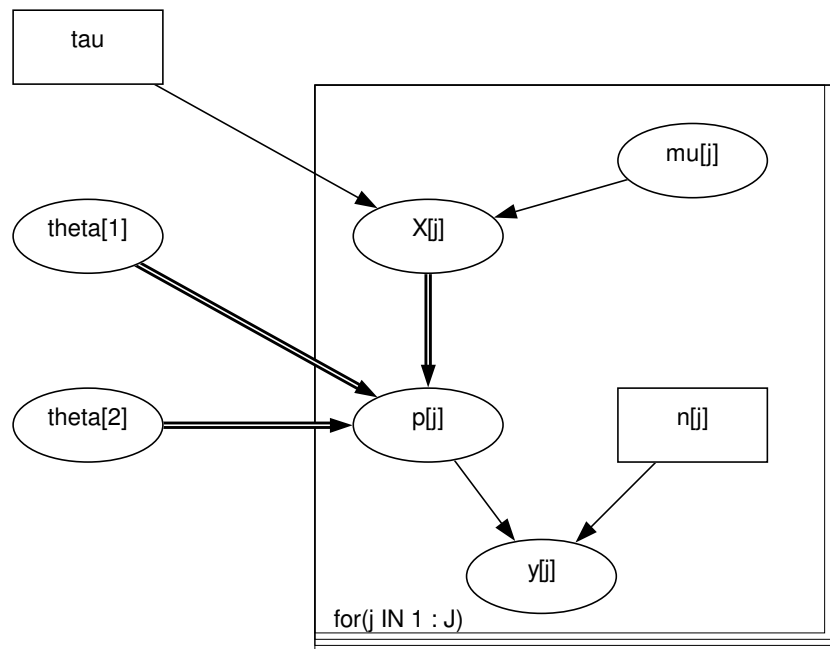 tau
mu[j]
theta[1]
X[j]
theta[2]
p[j]
n[j]
y[j]
for(j IN 1 : J)